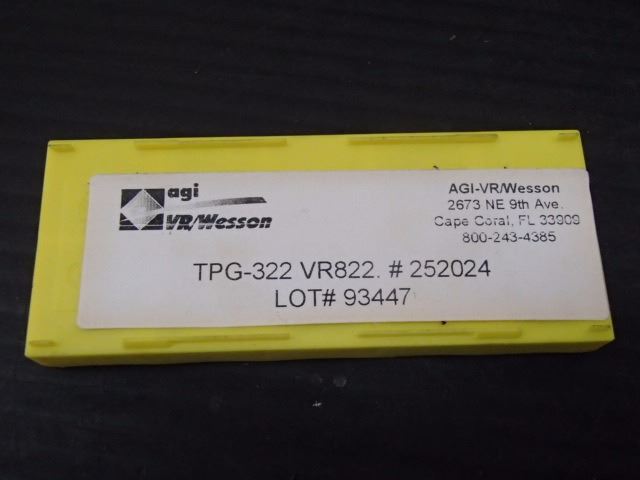 agi
VR/Wesson
AGI-VR/Wesson
2673 NE 9th Ave.
Cape Coral, FL 33909
800-243-4385
TPG-322 VR822. # 252024
LOT# 93447